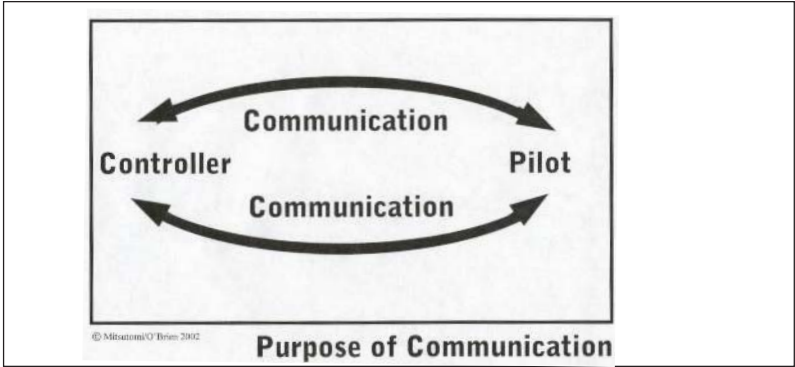 Communication
Controller
Pilot
Communication
© Mitsutomi/O'Brien 2002
Purpose of Communication